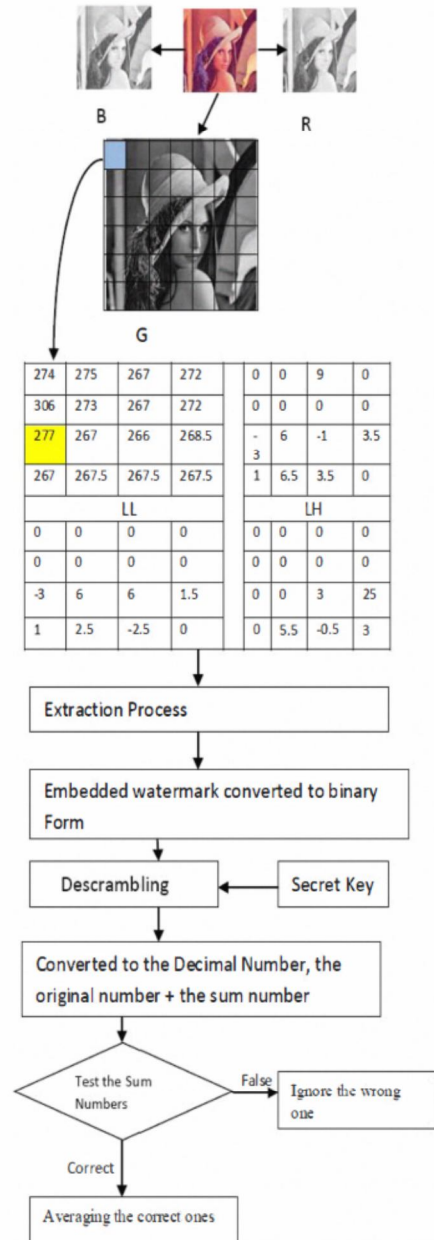 B
R
G
274 275 267 272 0 0 9 0
306 273 267 272 0 0 0 0
277 267 266 268.5 -3 6 -1 3.5
267 267.5 267.5 267.5 1 6.5 3.5 0
LL LH
0 0 0 0 0 0 0 0
0 0 0 0 0 0 0 0
-3 6 6 1.5 0 0 3 25
1 2.5 -2.5 0 0 5.5 -0.5 3
Extraction Process
Embedded watermark converted to binary
Form
Descrambling
Secret Key
Converted to the Decimal Number, the
original number + the sum number
Test the Sum
Numbers
False
Ignore the wrong
one
Correct
Averaging the correct ones